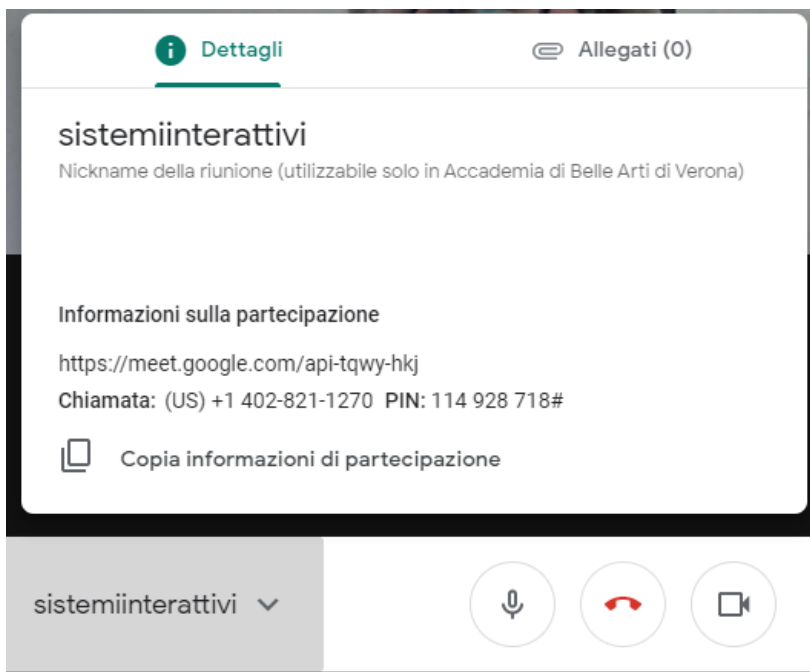 Dettagli
Allegati (0)
sistemiinterattivi
Nickname della riunione (utilizzabile solo in Accademia di Belle Arti di Verona)
Informazioni sulla partecipazione
https://meet.google.com/api-tqwy-hkj
Chiamata: (US) +1 402-821-1270 PIN: 114 928 718#
Copia informazioni di partecipazione
sistemiinterattivi